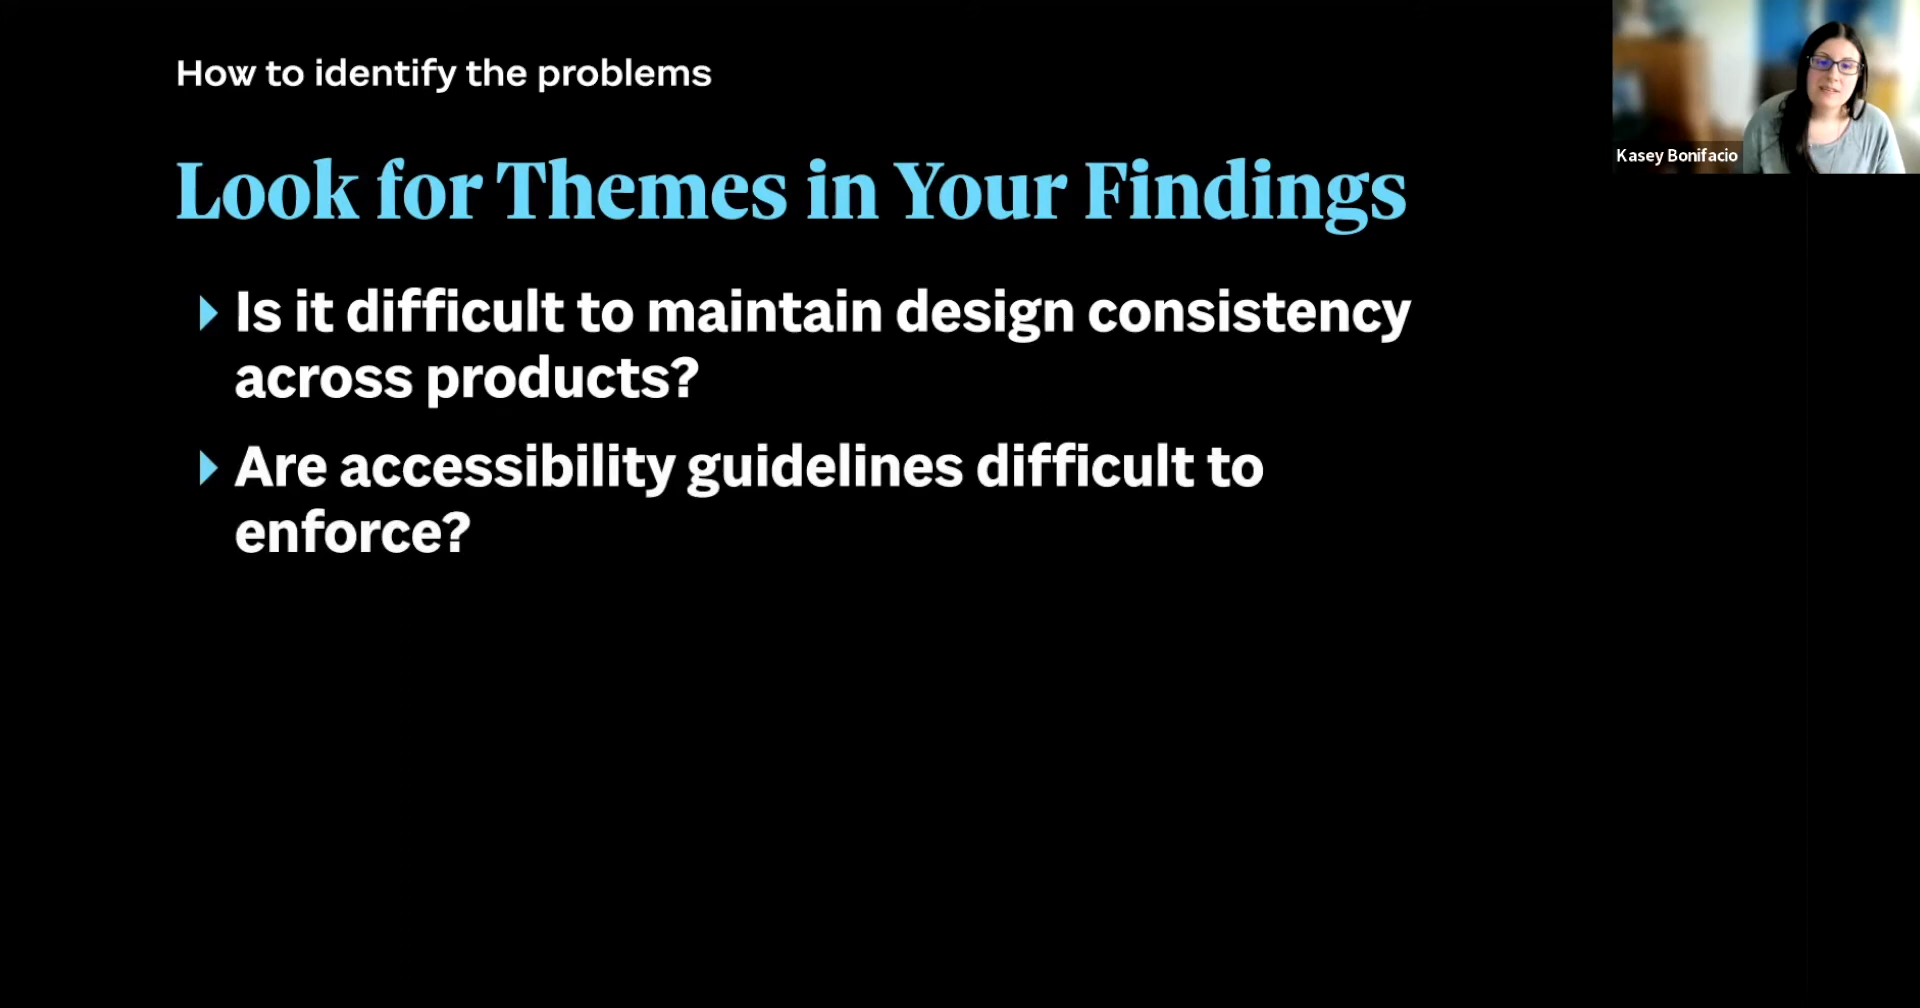 How to identify the problems
Look for Themes in Your Findings
Is it difficult to maintain design consistency
across products?
Are accessibility guidelines difficult to
enforce?
Kasey Bonifacio